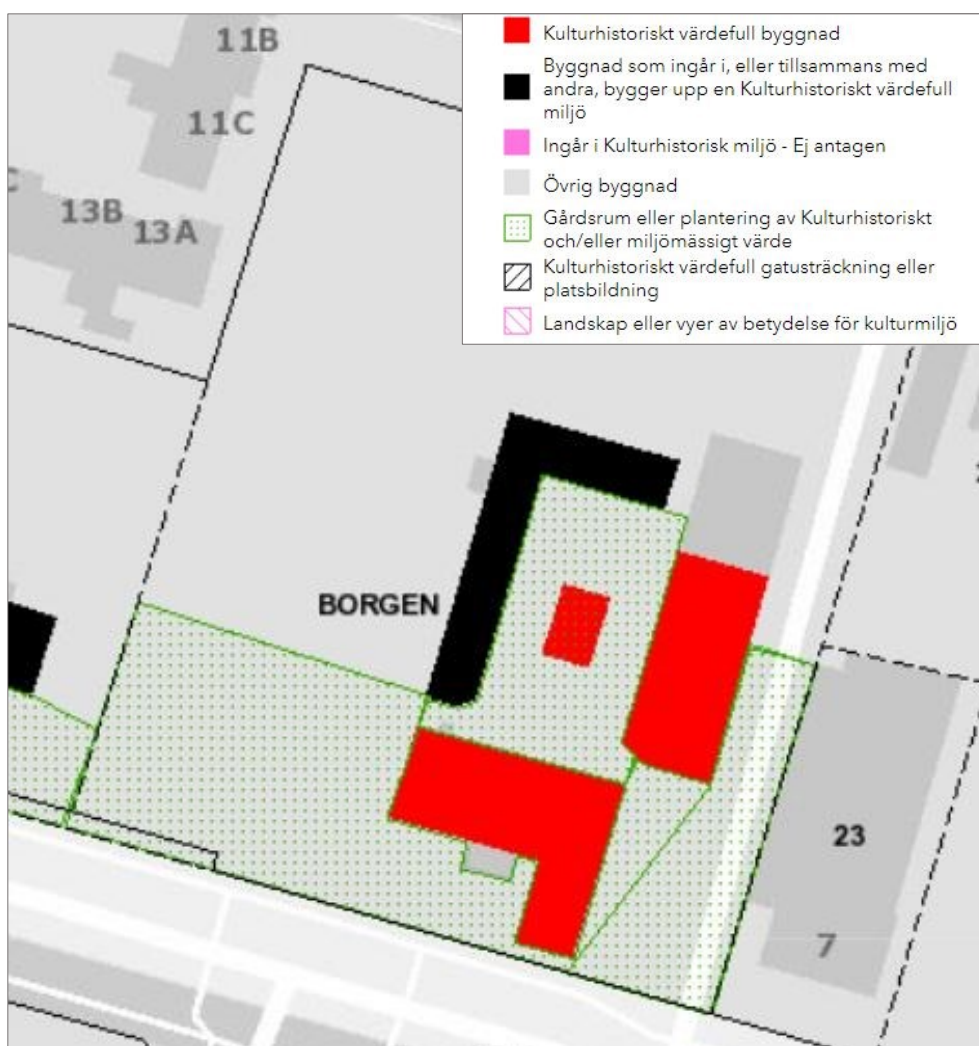 Kulturhistoriskt värdefull byggnad
Byggnad som ingår i, eller tillsammans med
andra, bygger upp en Kulturhistoriskt värdefull
miljö
Ingår i Kulturhistorisk miljö - Ej antagen
Övrig byggnad
Gårdsrum eller plantering av Kulturhistoriskt
och/eller miljömässigt värde
Kulturhistoriskt värdefull gatusträckning eller
platsbildning
Landskap eller vyer av betydelse för kulturmiljö
11B
11C
C
13B
13A
BORGEN
23
7